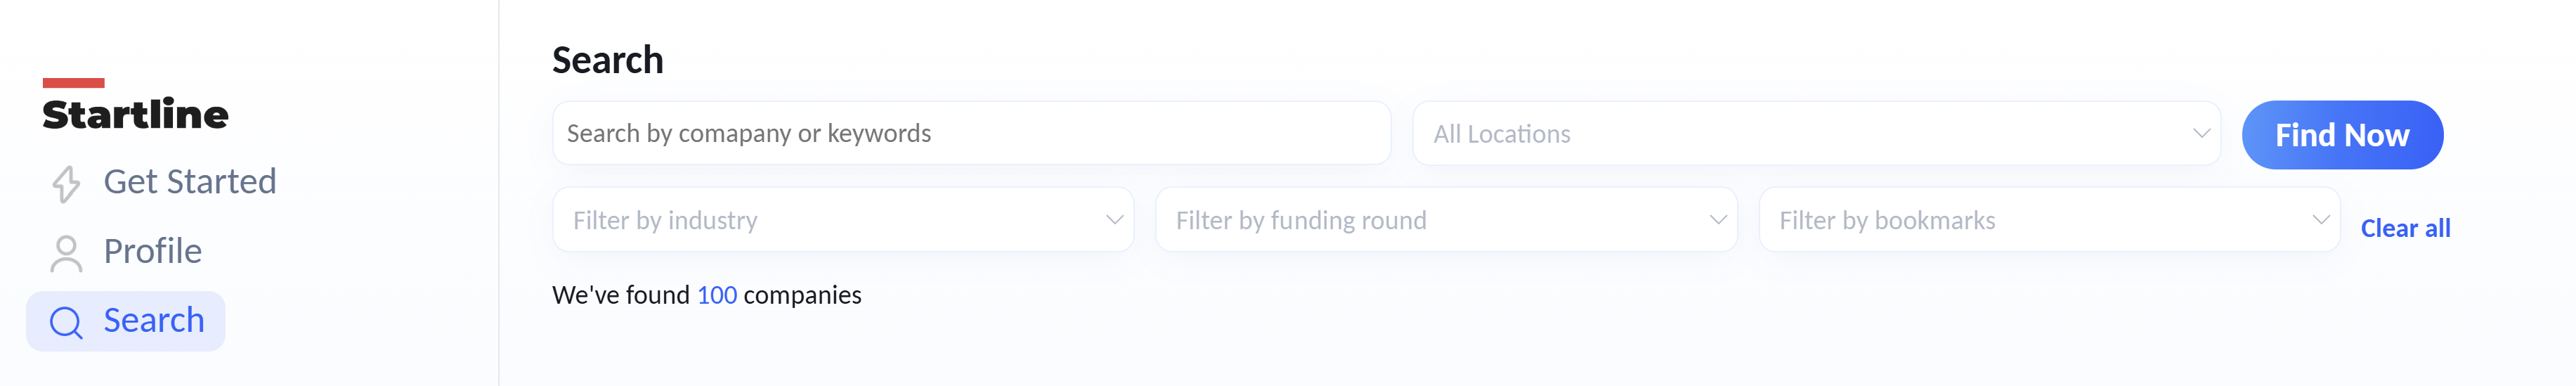 Startline
Get Started
Profile
Search
Search
Search by comapany or keywords
All Locations
Find Now
Filter by industry
Filter by funding round
Filter by bookmarks
Clear all
We've found 100 companies